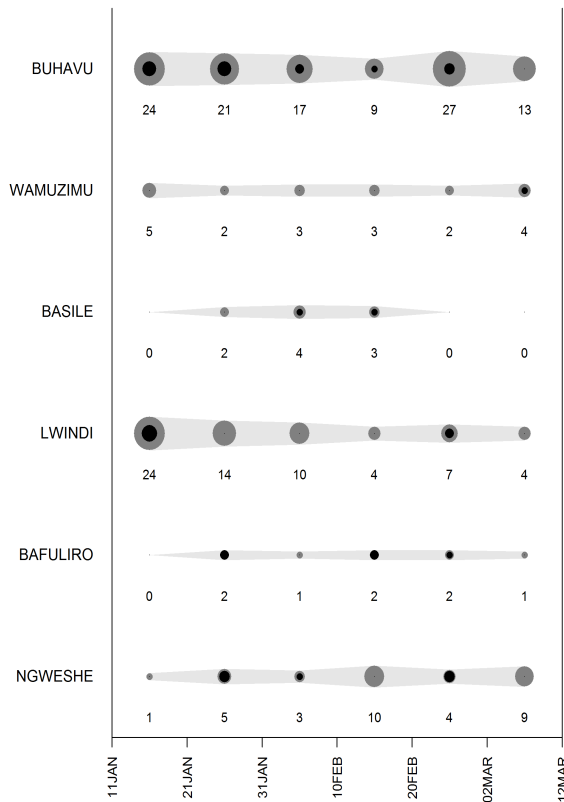 BUHAVU
24 21 17 9 27 13
WAMUZIMU
5 2 3 3 2 4
BASILE
0 2 4 3 0 0
LWINDI
24 14 10 4 7 4
BAFULIRO
0 2 1 2 2 1
NGWESHE
1 5 3 10 4 9
11JAN 21JAN 31JAN 10FEB 20FEB 02MAR 12MAR